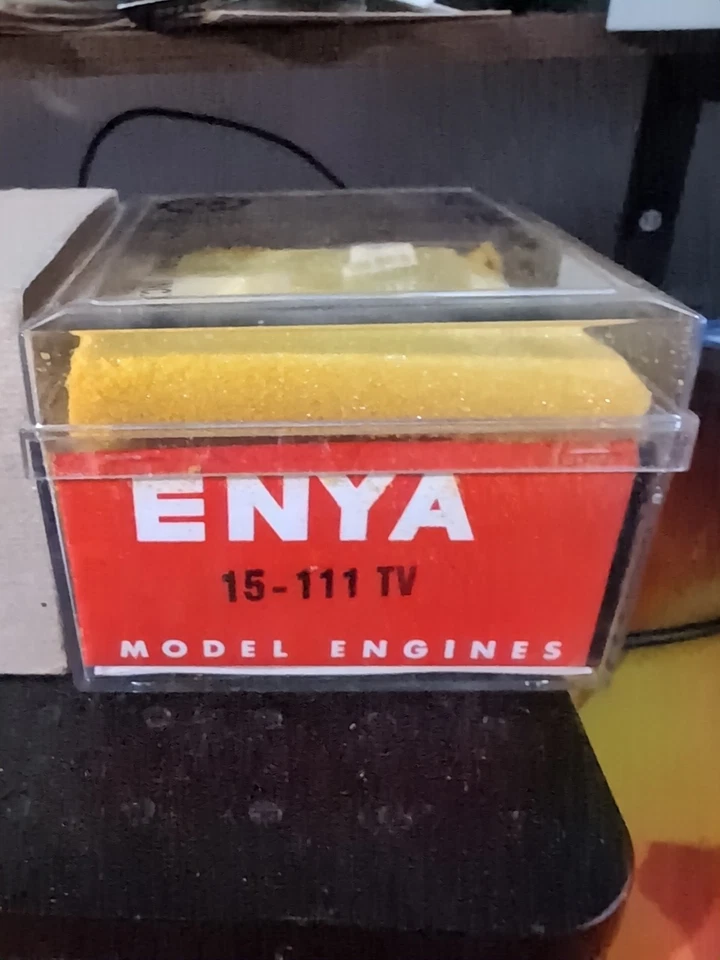 ENYA
15-111 TV
MODEL ENGINES